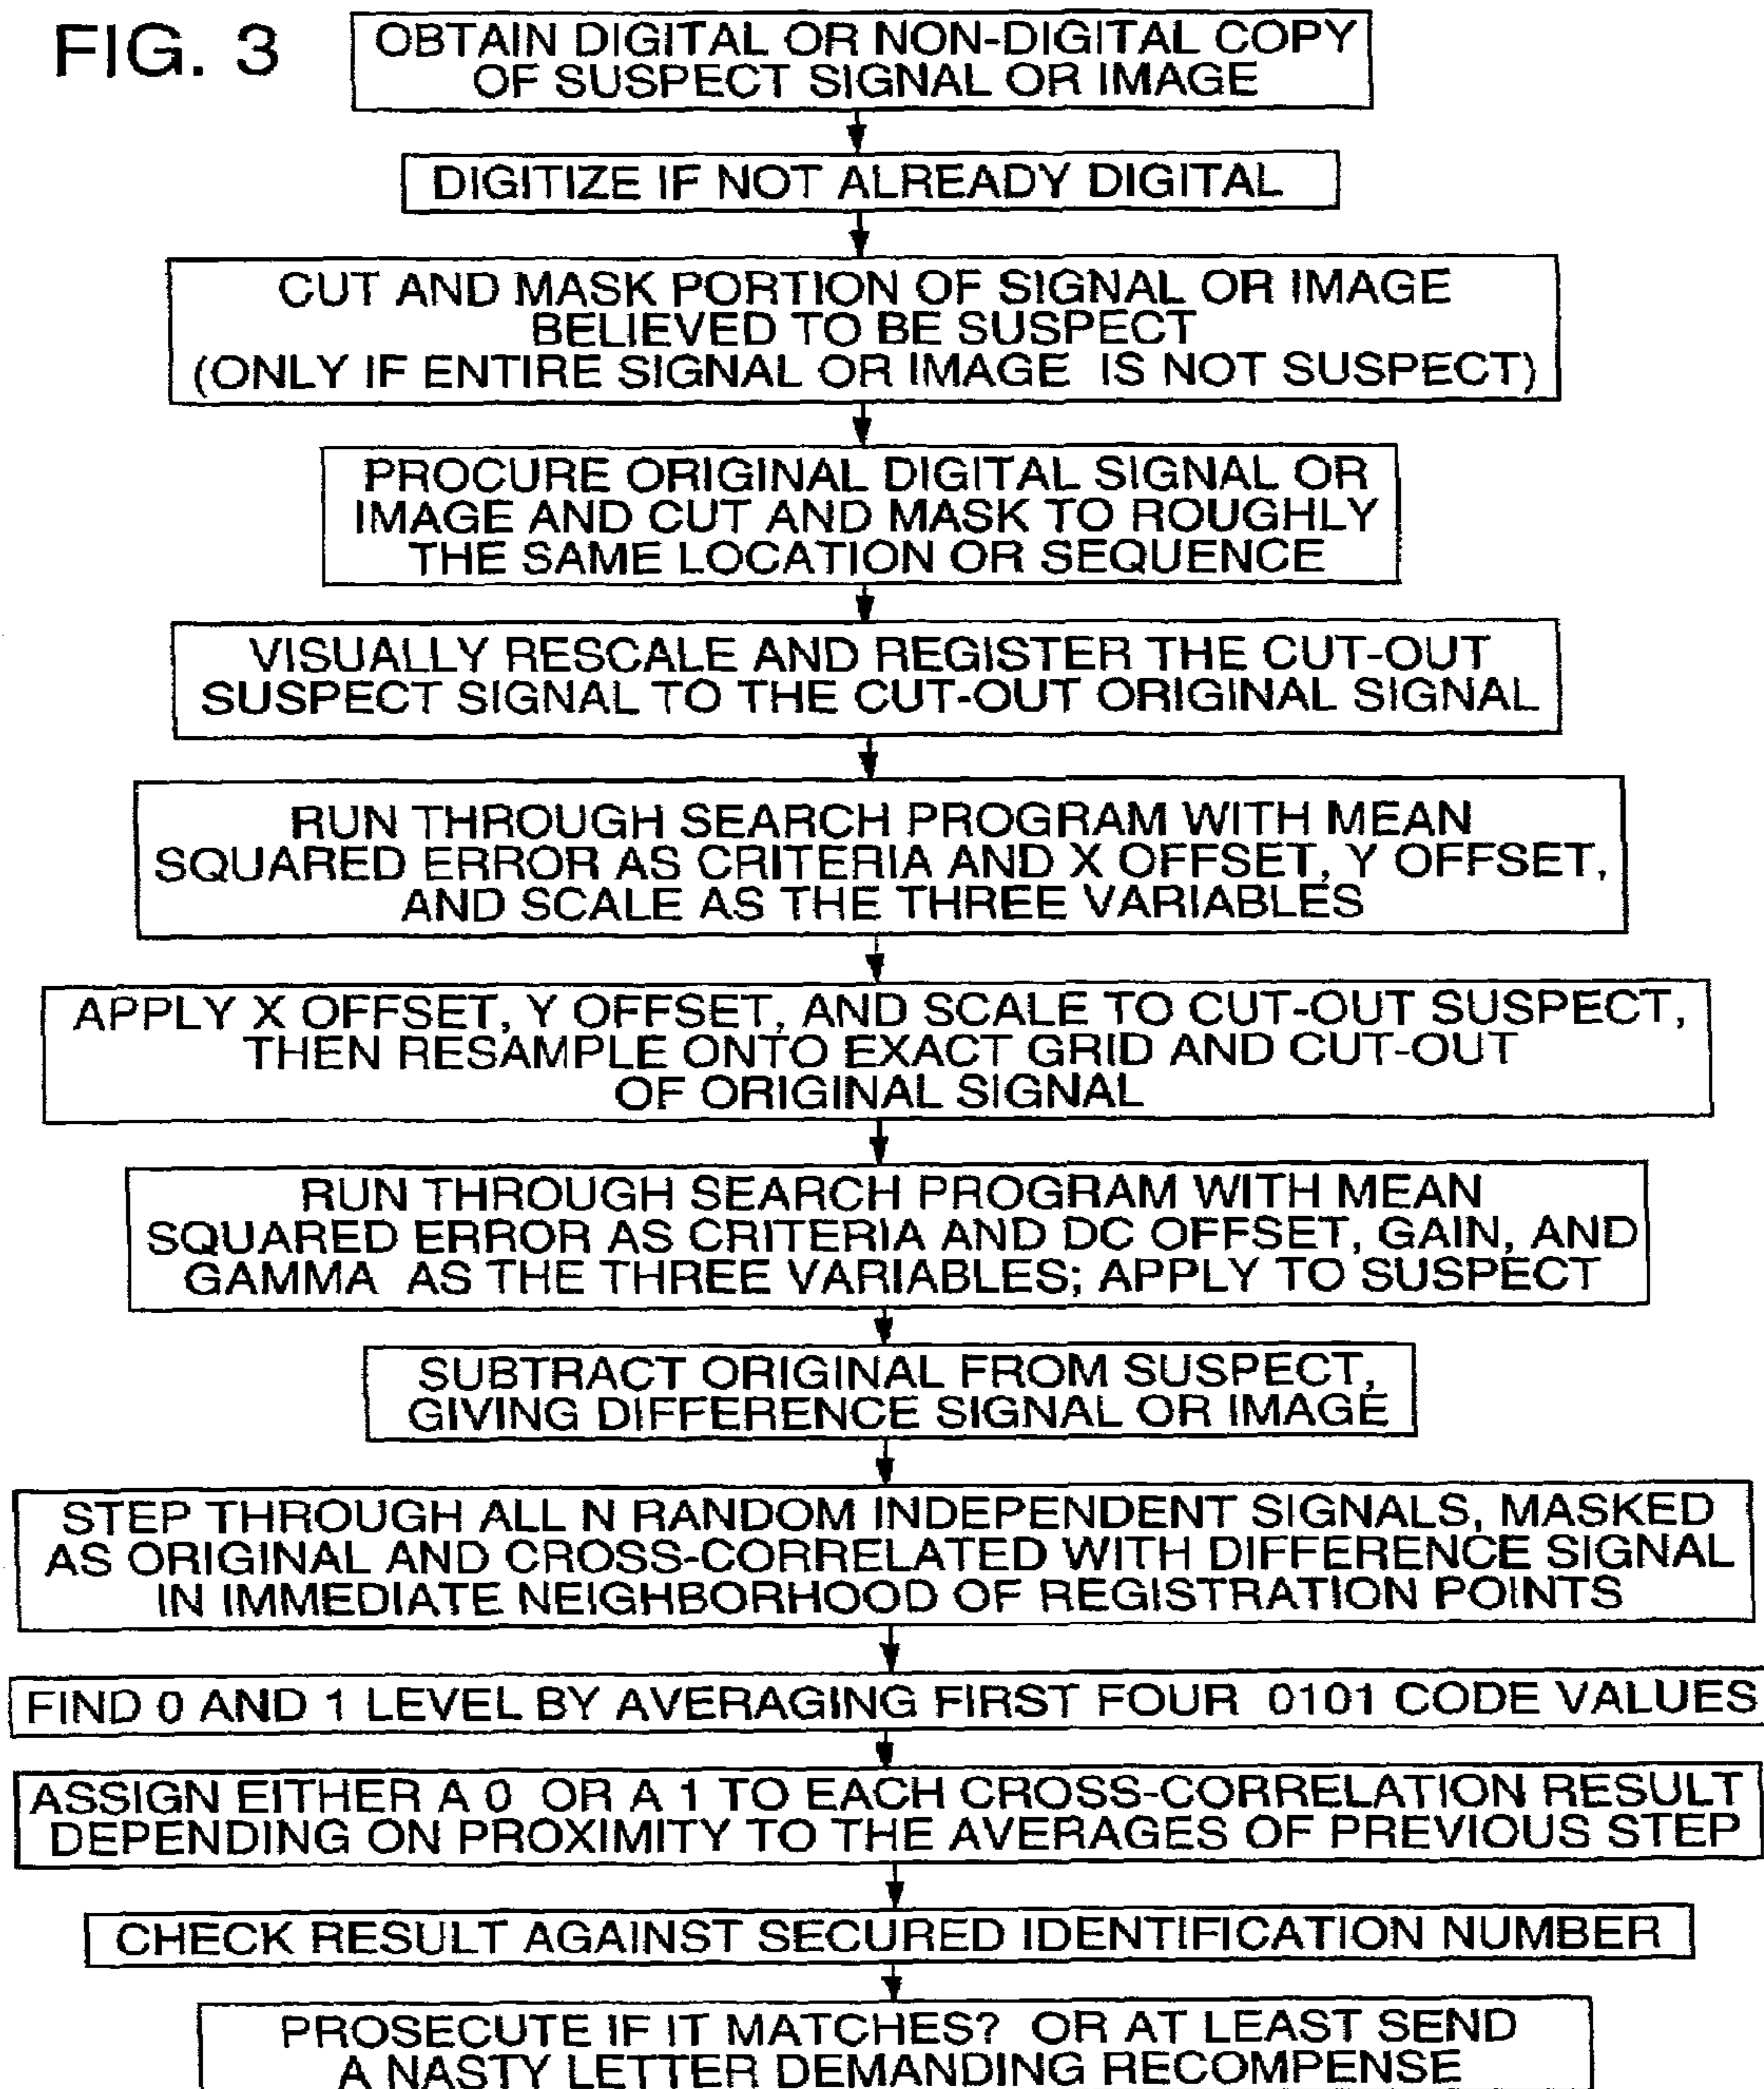 FIG. 3
OBTAIN DIGITAL OR NON-DIGITAL COPY
OF SUSPECT SIGNAL OR IMAGE
DIGITIZE IF NOT ALREADY DIGITAL
CUT AND MASK PORTION OF SIGNAL OR IMAGE
BELIEVED TO BE SUSPECT
(ONLY IF ENTIRE SIGNAL OR IMAGE IS NOT SUSPECT)
PROCURE ORIGINAL DIGITAL SIGNAL OR
IMAGE AND CUT AND MASK TO ROUGHLY
THE SAME LOCATION OR SEQUENCE
VISUALLY RESCALE AND REGISTER THE CUT-OUT
SUSPECT SIGNAL TO THE CUT-OUT ORIGINAL SIGNAL
RUN THROUGH SEARCH PROGRAM WITH MEAN
SQUARED ERROR AS CRITERIA AND X OFFSET, Y OFFSET,
AND SCALE AS THE THREE VARIABLES
APPLY X OFFSET, Y OFFSET, AND SCALE TO CUT-OUT SUSPECT,
THEN RESAMPLE ONTO EXACT GRID AND CUT-OUT
OF ORIGINAL SIGNAL
RUN THROUGH SEARCH PROGRAM WITH MEAN
SQUARED ERROR AS CRITERIA AND DC OFFSET, GAIN, AND
GAMMA AS THE THREE VARIABLES; APPLY TO SUSPECT
SUBTRACT ORIGINAL FROM SUSPECT,
GIVING DIFFERENCE SIGNAL OR IMAGE
STEP THROUGH ALL N RANDOM INDEPENDENT SIGNALS, MASKED
AS ORIGINAL AND CROSS-CORRELATED WITH DIFFERENCE SIGNAL
IN IMMEDIATE NEIGHBORHOOD OF REGISTRATION POINTS
FIND 0 AND 1 LEVEL BY AVERAGING FIRST FOUR 0101 CODE VALUES
ASSIGN EITHER A 0 OR A 1 TO EACH CROSS-CORRELATION RESULT
DEPENDING ON PROXIMITY TO THE AVERAGES OF PREVIOUS STEP
CHECK RESULT AGAINST SECURED IDENTIFICATION NUMBER
PROSECUTE IF IT MATCHES? OR AT LEAST SEND
A NASTY LETTER DEMANDING RECOMPENSE